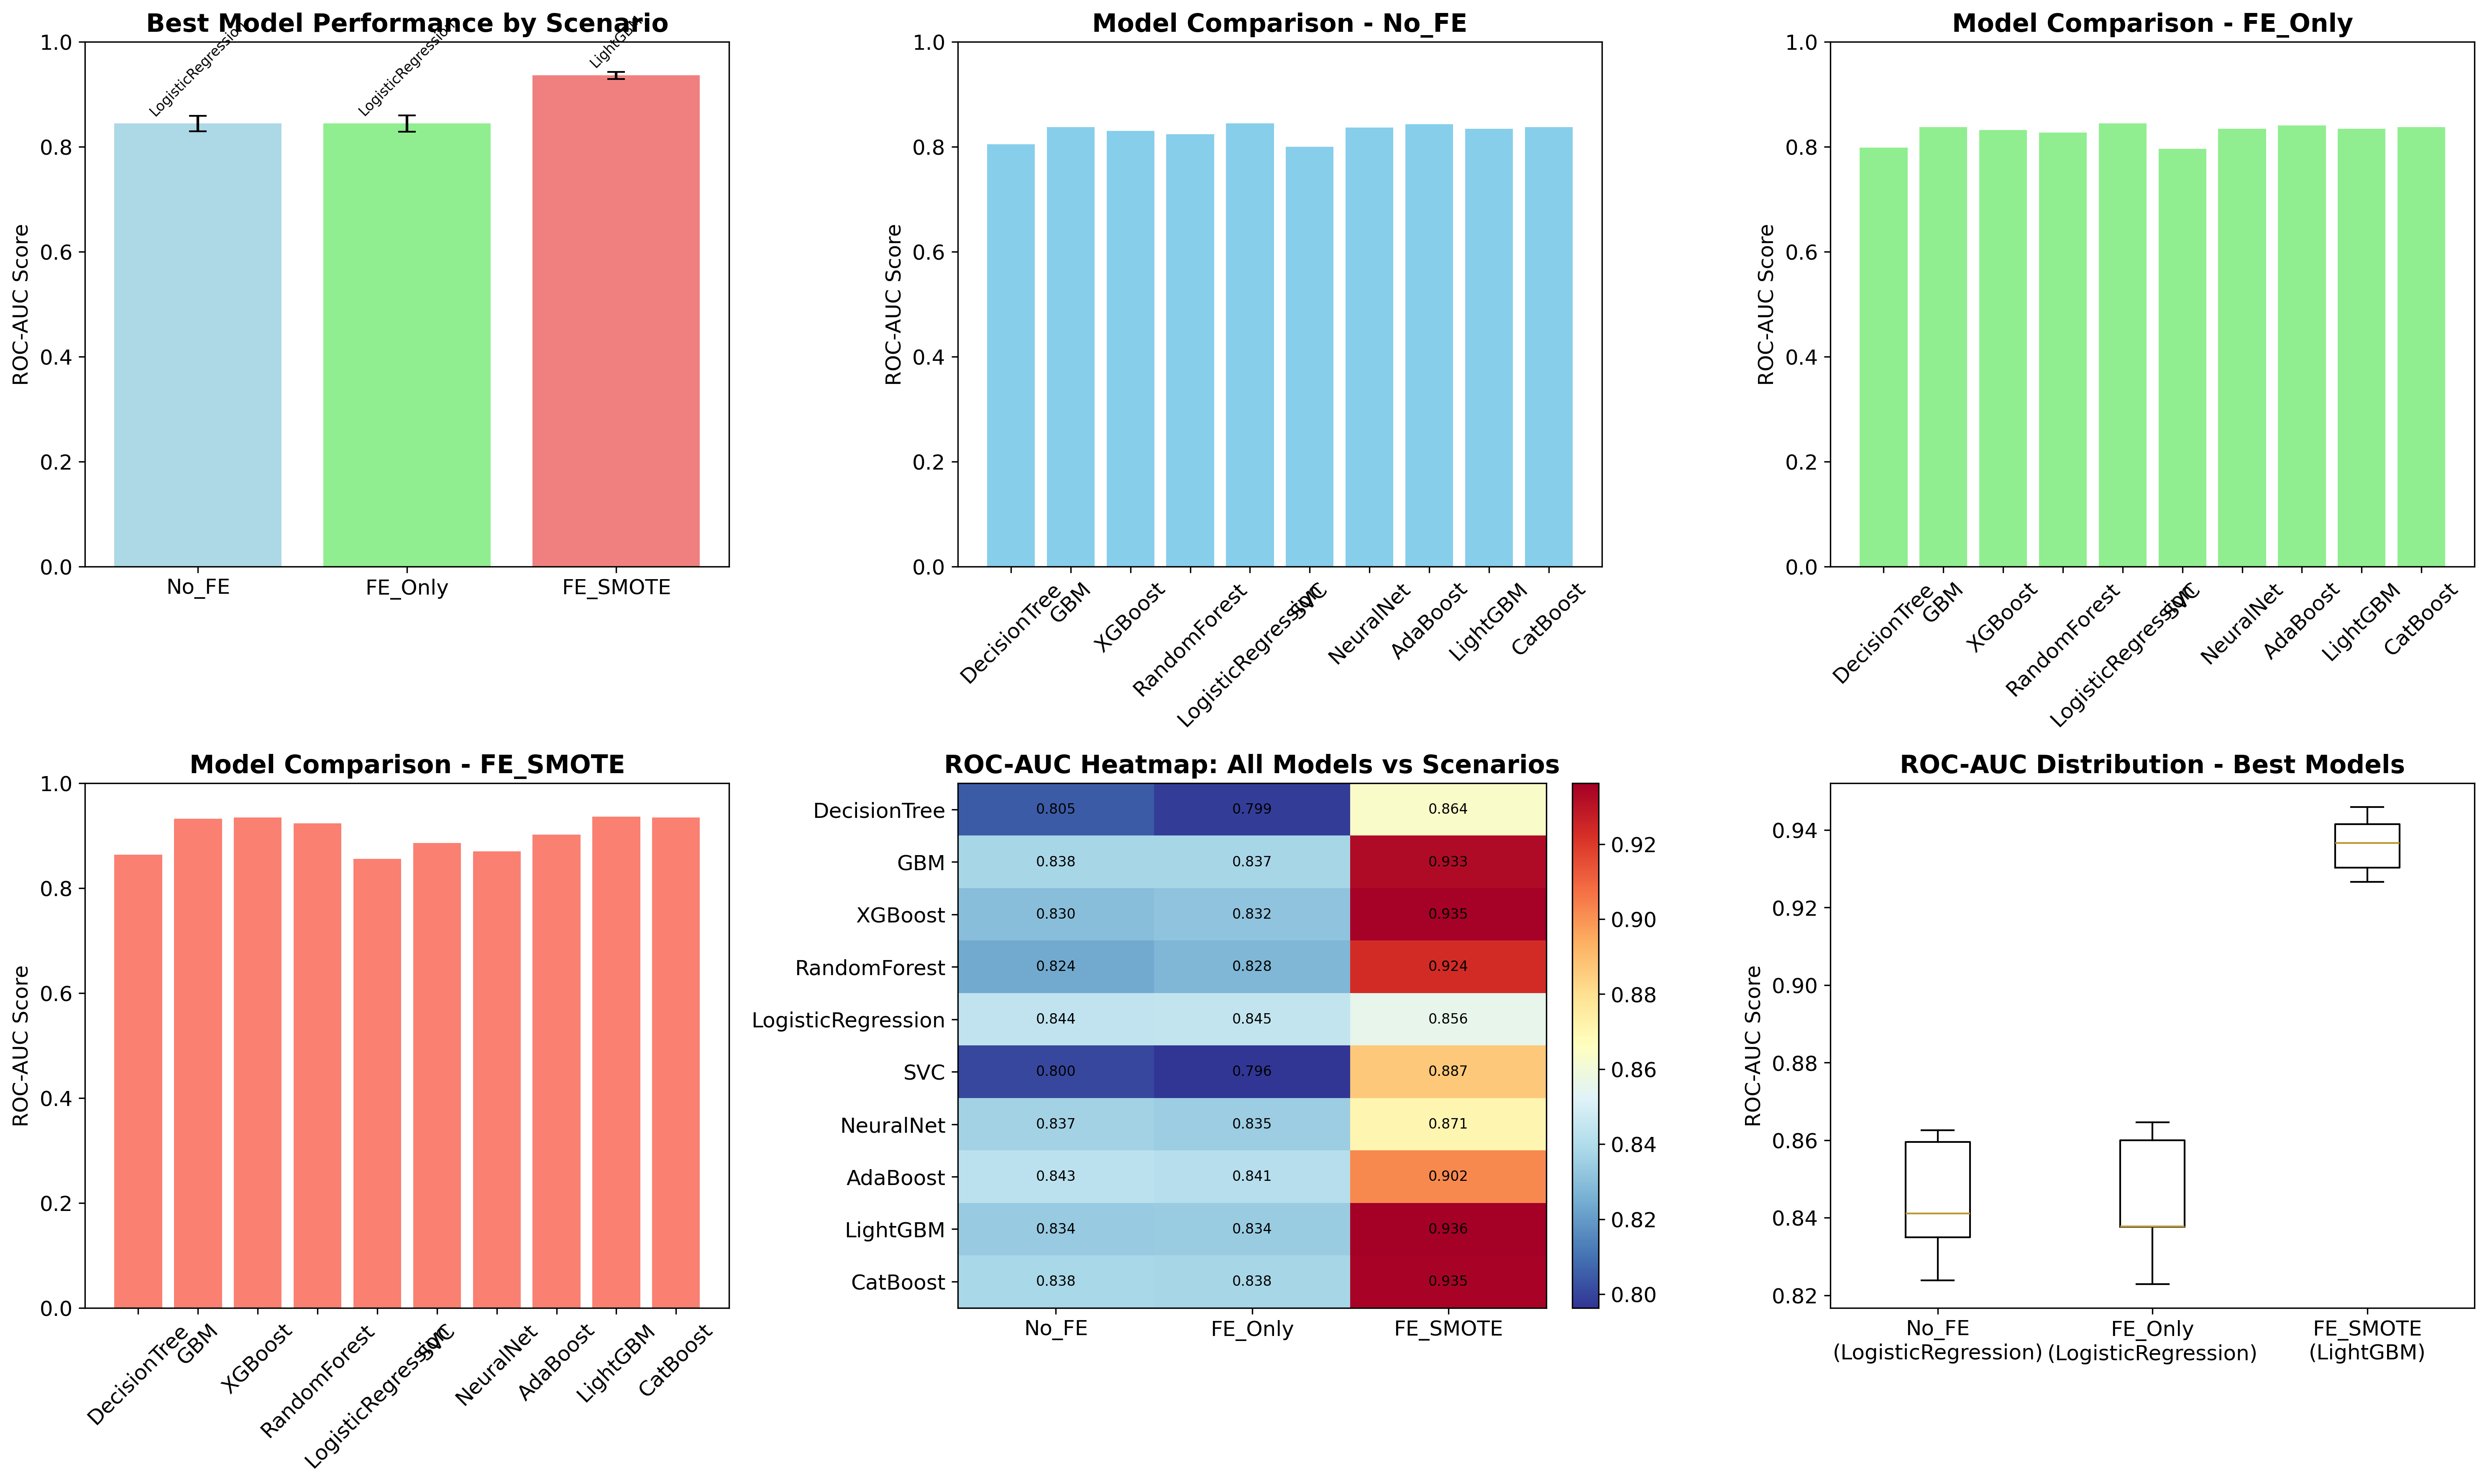 Best Model Performance by Scenario
ROC-AUC Score
1.0
0.8
0.6
0.4
0.2
0.0
LogisticRegression
LogisticRegression
LightGBM
No_FE
FE_Only
FE_SMOTE
Model Comparison - No_FE
ROC-AUC Score
1.0
0.8
0.6
0.4
0.2
0.0
DecisionTree
GBM
XGBoost
RandomForest
LogisticRegression
SVC
NeuralNet
AdaBoost
LightGBM
CatBoost
Model Comparison - FE_Only
ROC-AUC Score
1.0
0.8
0.6
0.4
0.2
0.0
DecisionTree
GBM
XGBoost
RandomForest
LogisticRegression
SVC
NeuralNet
AdaBoost
LightGBM
CatBoost
Model Comparison - FE_SMOTE
ROC-AUC Score
1.0
0.8
0.6
0.4
0.2
0.0
DecisionTree
GBM
XGBoost
RandomForest
LogisticRegression
SVC
NeuralNet
AdaBoost
LightGBM
CatBoost
ROC-AUC Heatmap: All Models vs Scenarios
DecisionTree 0.805 0.799 0.864
GBM 0.838 0.837 0.933
XGBoost 0.830 0.832 0.935
RandomForest 0.824 0.828 0.924
LogisticRegression 0.844 0.845 0.856
SVC 0.800 0.796 0.887
NeuralNet 0.837 0.835 0.871
AdaBoost 0.843 0.841 0.902
LightGBM 0.834 0.834 0.936
CatBoost 0.838 0.838 0.935
No_FE FE_Only FE_SMOTE
0.92
0.90
0.88
0.86
0.84
0.82
0.80
ROC-AUC Distribution - Best Models
ROC-AUC Score
0.94
0.92
0.90
0.88
0.86
0.84
0.82
No_FE
(LogisticRegression)
FE_Only
(LogisticRegression)
FE_SMOTE
(LightGBM)